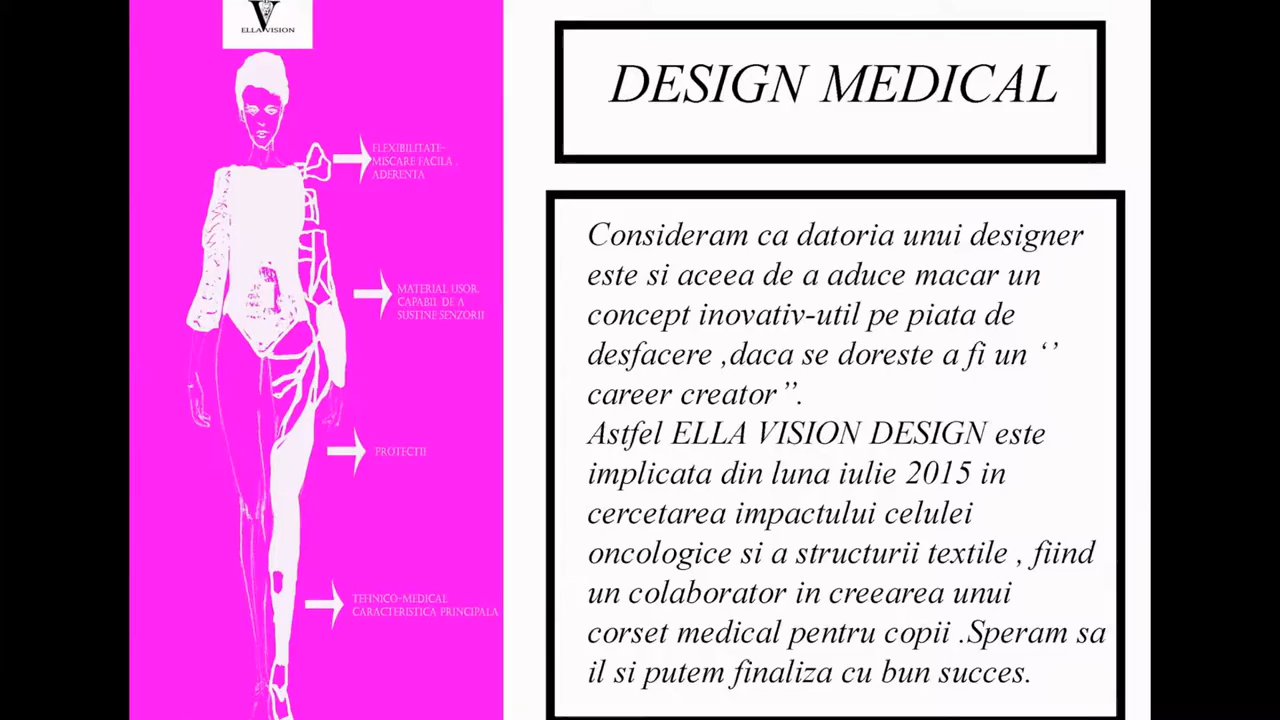 V
ELLA VISION
FLEXIBILITATE-
MISCARE FACILA .
ADERENTA
MATERIAL USOR,
CAPABIL DE A
SUSTINE SENZORII
PROTECTII
TEHNICO-MEDICAL
CARACTERISTICA PRINCIPALA
DESIGN MEDICAL
Consideram ca datoria unui designer
este si aceea de a aduce macar un
concept inovativ-util pe piata de
desfacere ,daca se doreste a fi un ‘’
career creator ’’.
Astfel ELLA VISION DESIGN este
implicata din luna iulie 2015 in
cercetarea impactului celulei
oncologice si a structurii textile , fiind
un colaborator in creearea unui
corset medical pentru copii .Speram sa
il si putem finaliza cu bun succes.